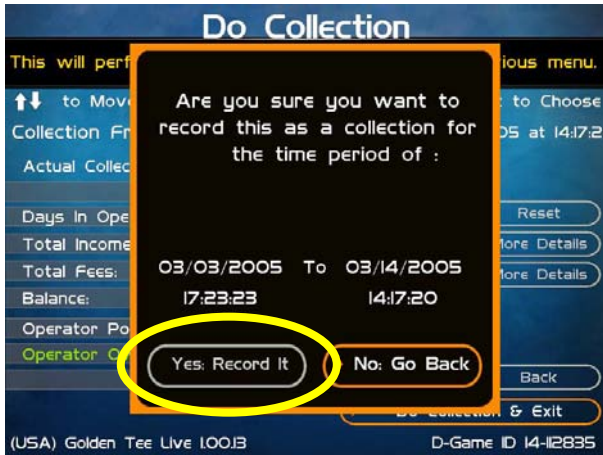 Do Collection
This will perf
ious menu.
to Mov
to Choose
Collection Fr
05 at 14:17:2
Actual Collec
Are you sure you want to
record this as a collection for
the time period of :
Days In Ope
Reset
Total Income
More Details
Total Fees:
More Details
03/03/2005 To 03/14/2005
Balance:
17:23:23 14:17:20
Operator Po
Operator
Yes: Record It
No: Go Back
Back
Do Collection & Exit
(USA) Golden Tee Live 1.00.13
D-Game ID 14-112835